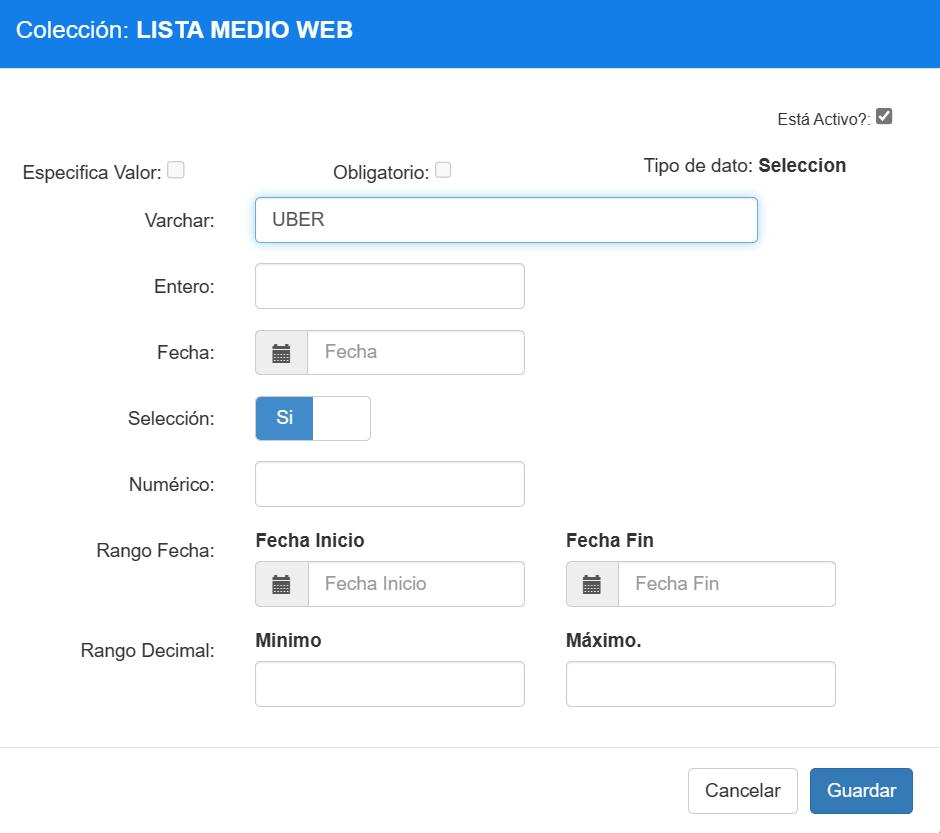 Colección: LISTA MEDIO WEB
Está Activo?:
Especifica Valor:
Obligatorio:
Tipo de dato: Seleccion
Varchar: UBER
Entero:
Fecha: Fecha
Selección: Si
Numérico:
Rango Fecha: Fecha Inicio Fecha Fin
Fecha Inicio Fecha Fin
Rango Decimal: Minimo Máximo.
Cancelar Guardar